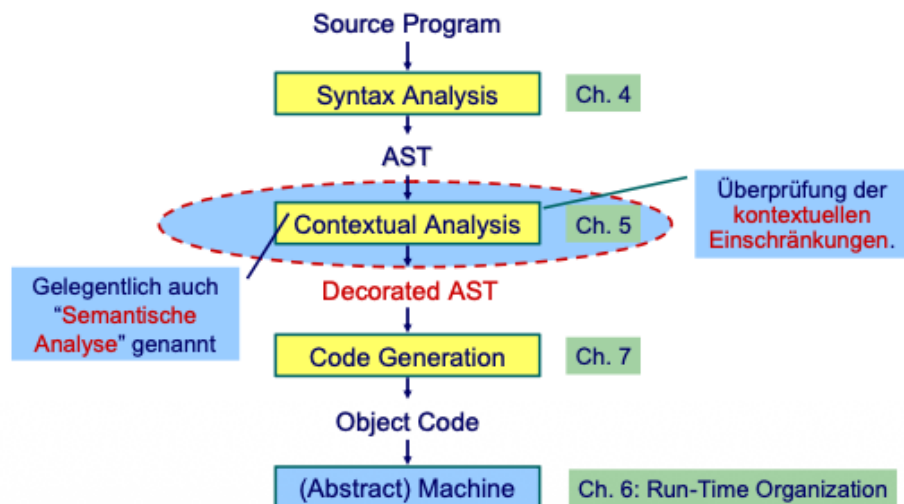 Source Program
Syntax Analysis
Ch. 4
AST
Contextual Analysis
Ch. 5
Überprüfung der
kontextuellen
Einschränkungen.
Gelegentlich auch
“Semantische
Analyse” genannt
Decorated AST
Code Generation
Ch. 7
Object Code
(Abstract) Machine
Ch. 6: Run-Time Organization